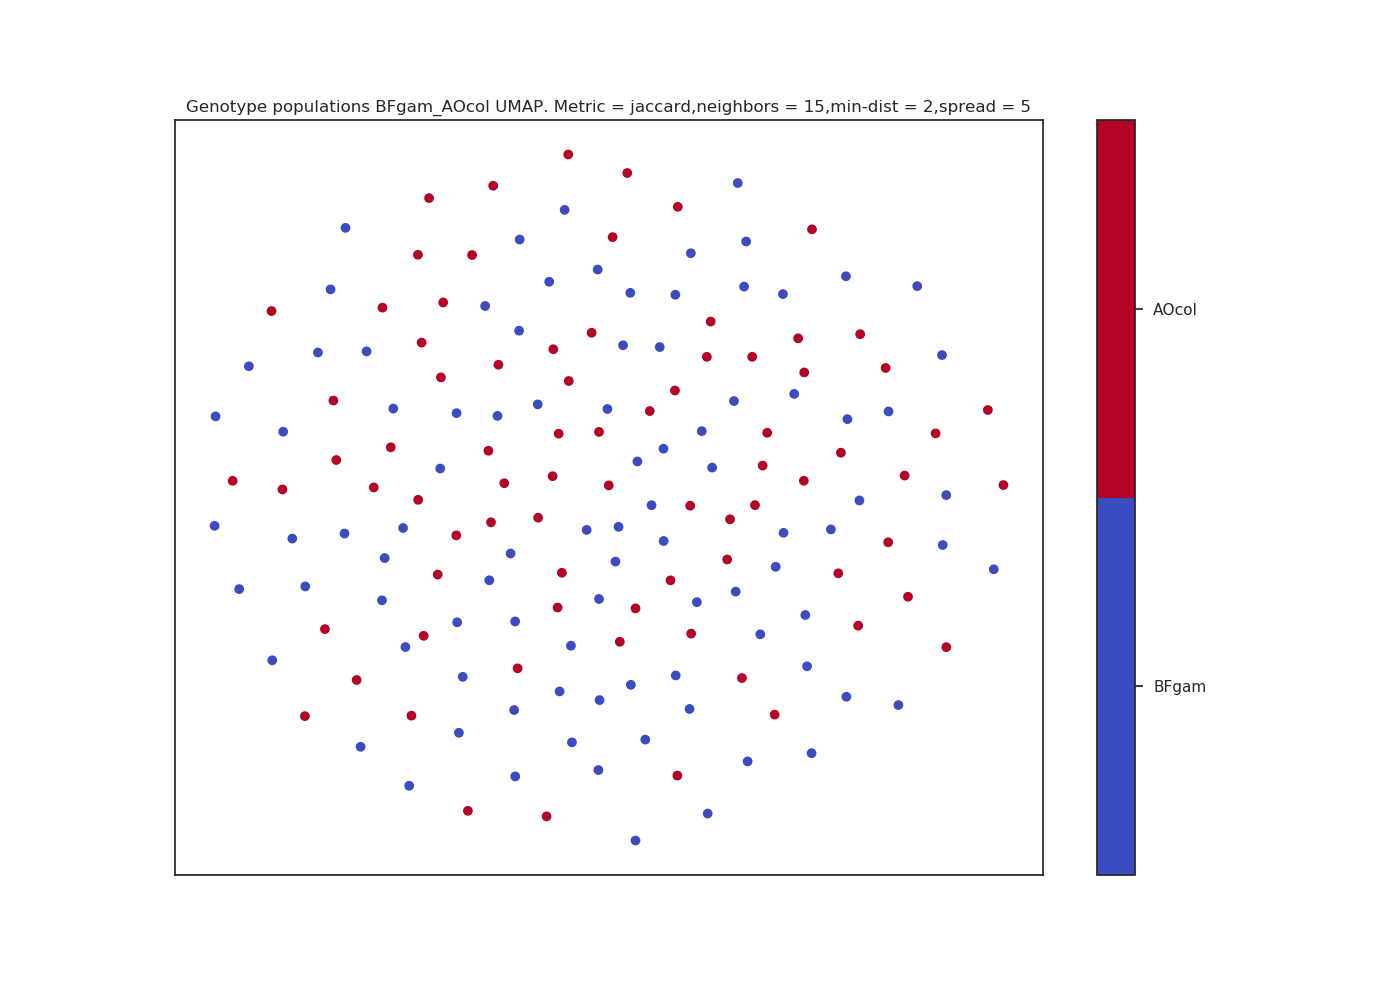 Genotype populations BFgam_AOcol UMAP. Metric = jaccard,neighbors = 15,min-dist = 2,spread = 5
AOcol
BFgam